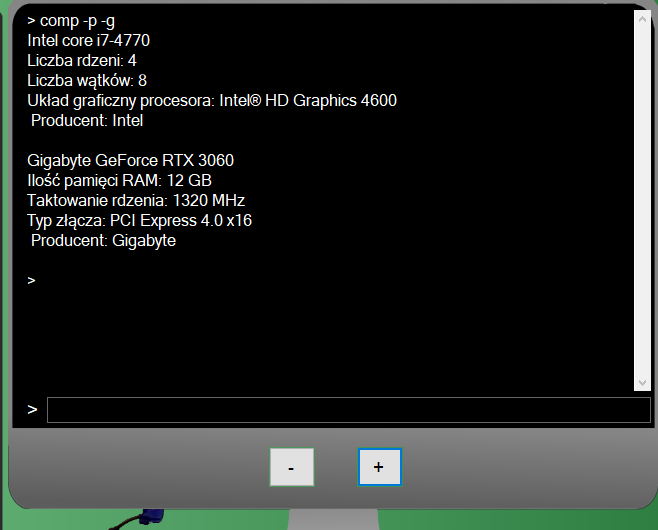 > comp -p -g
Intel core i7-4770
Liczba rdzeni: 4
Liczba wątków: 8
Układ graficzny procesora: Intel® HD Graphics 4600
Producent: Intel
Gigabyte GeForce RTX 3060
Ilość pamięci RAM: 12 GB
Taktowanie rdzenia: 1320 MHz
Typ złącza: PCI Express 4.0 x16
Producent: Gigabyte
>
>
- +